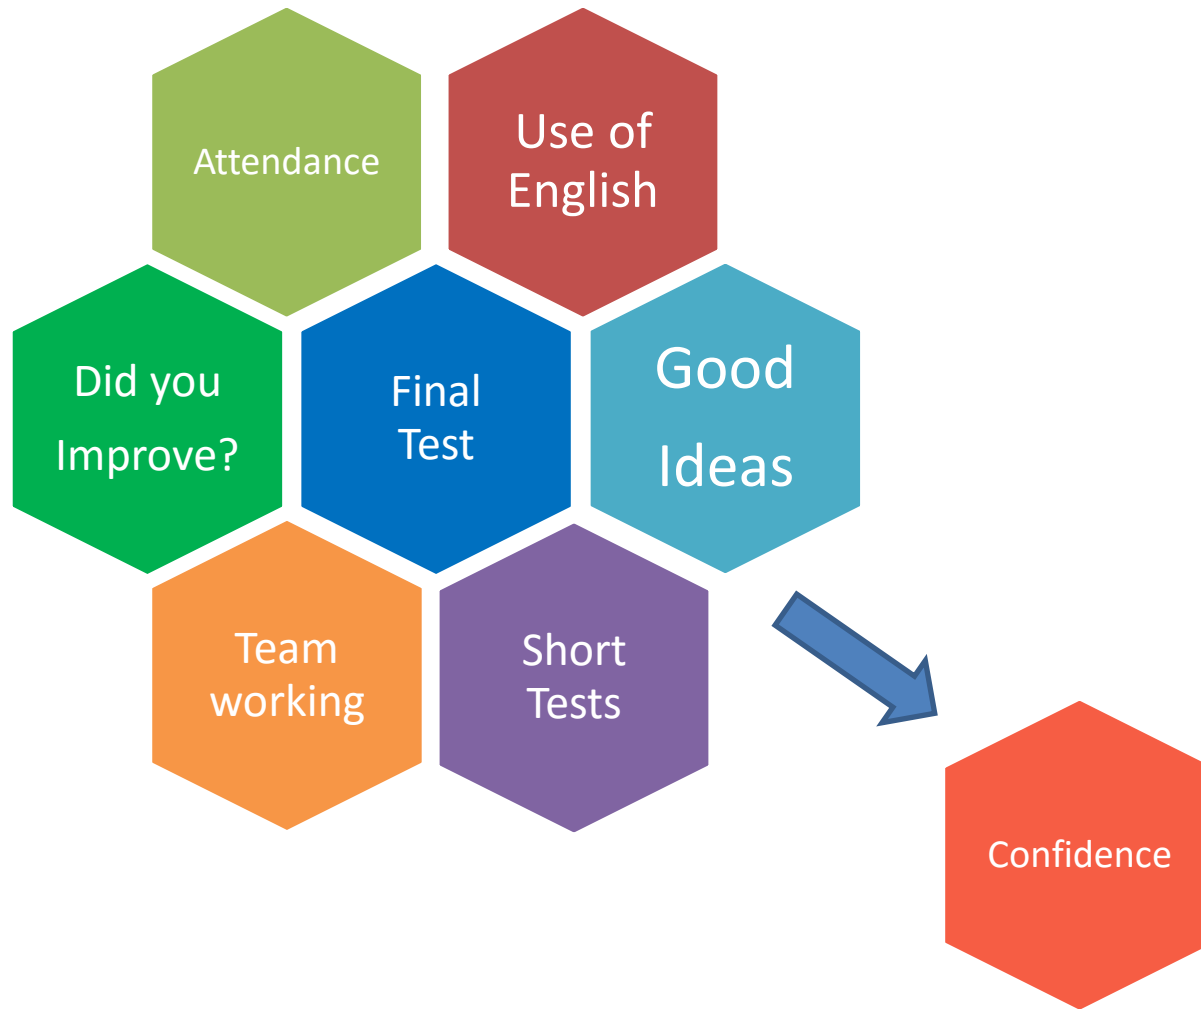 Attendance
Use of
English
Did you
Improve?
Final
Test
Good
Ideas
Team
working
Short
Tests
Confidence